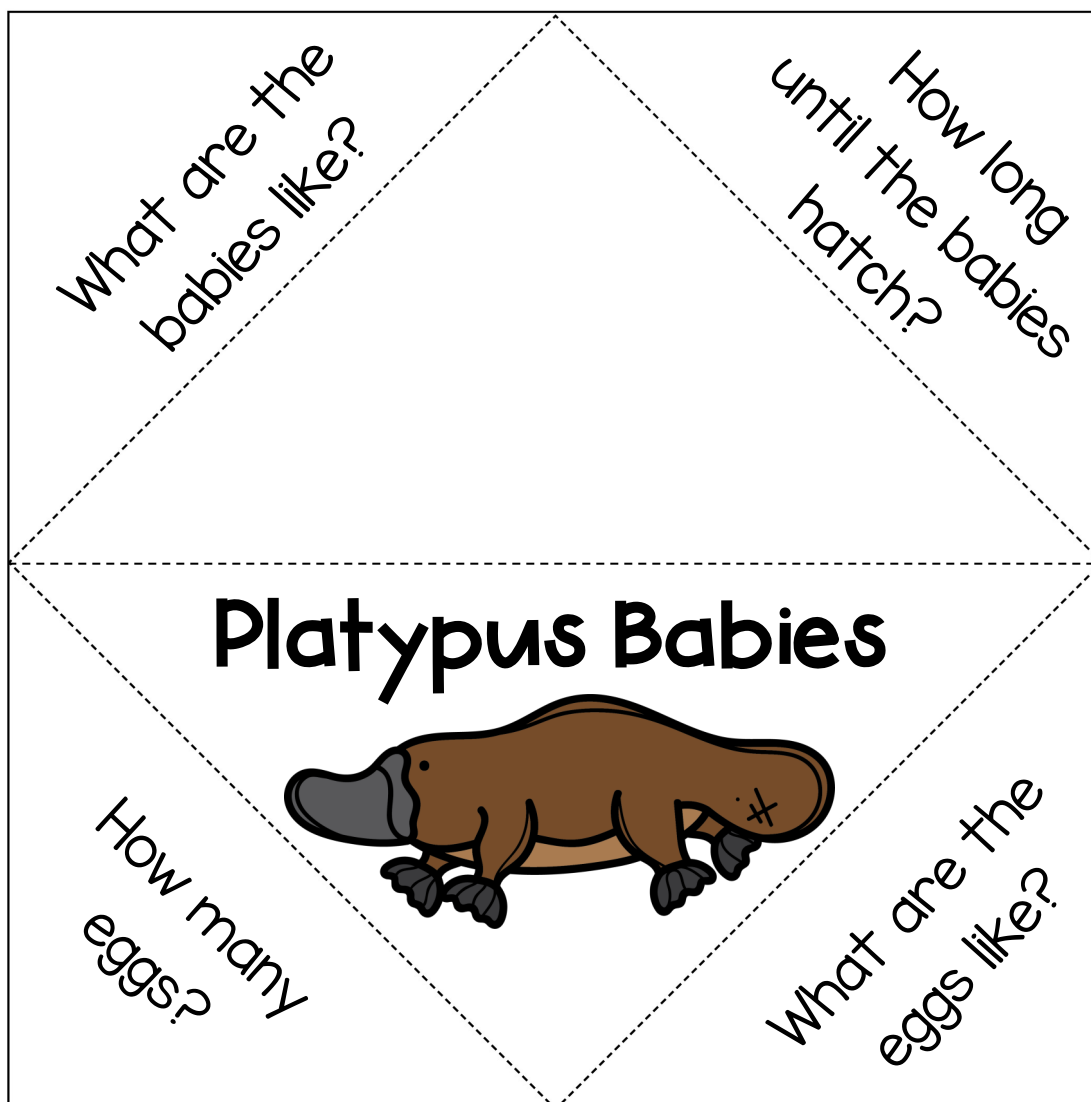 What are the
babies like?
How long
until the babies
hatch?
Platypus Babies
How many
eggs?
What are the
eggs like?